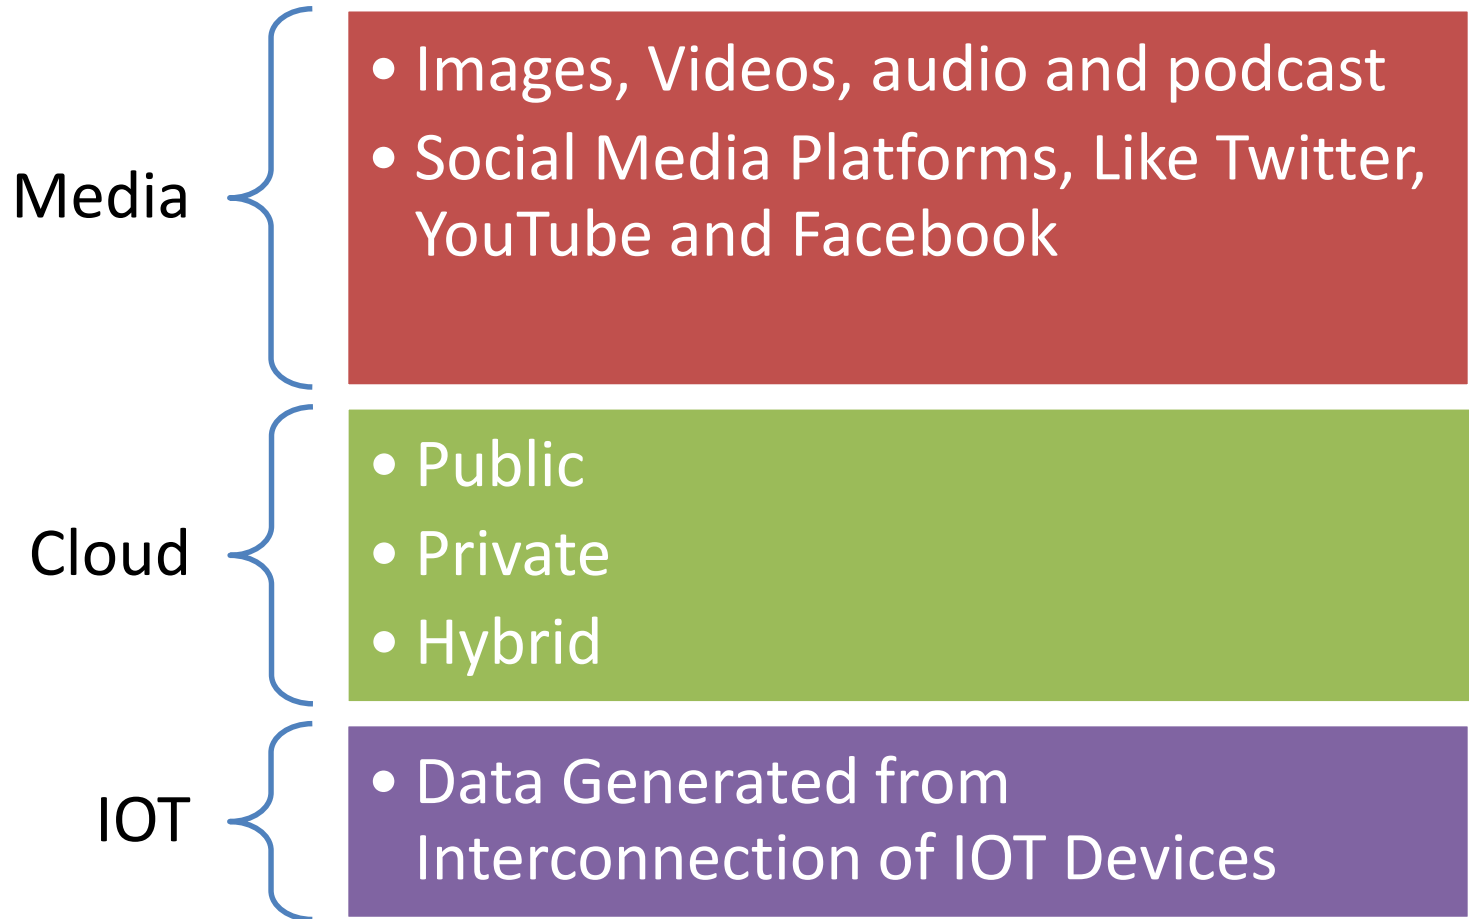 Media
• Images, Videos, audio and podcast
• Social Media Platforms, Like Twitter,
YouTube and Facebook
Cloud
• Public
• Private
• Hybrid
IOT
• Data Generated from
Interconnection of IOT Devices